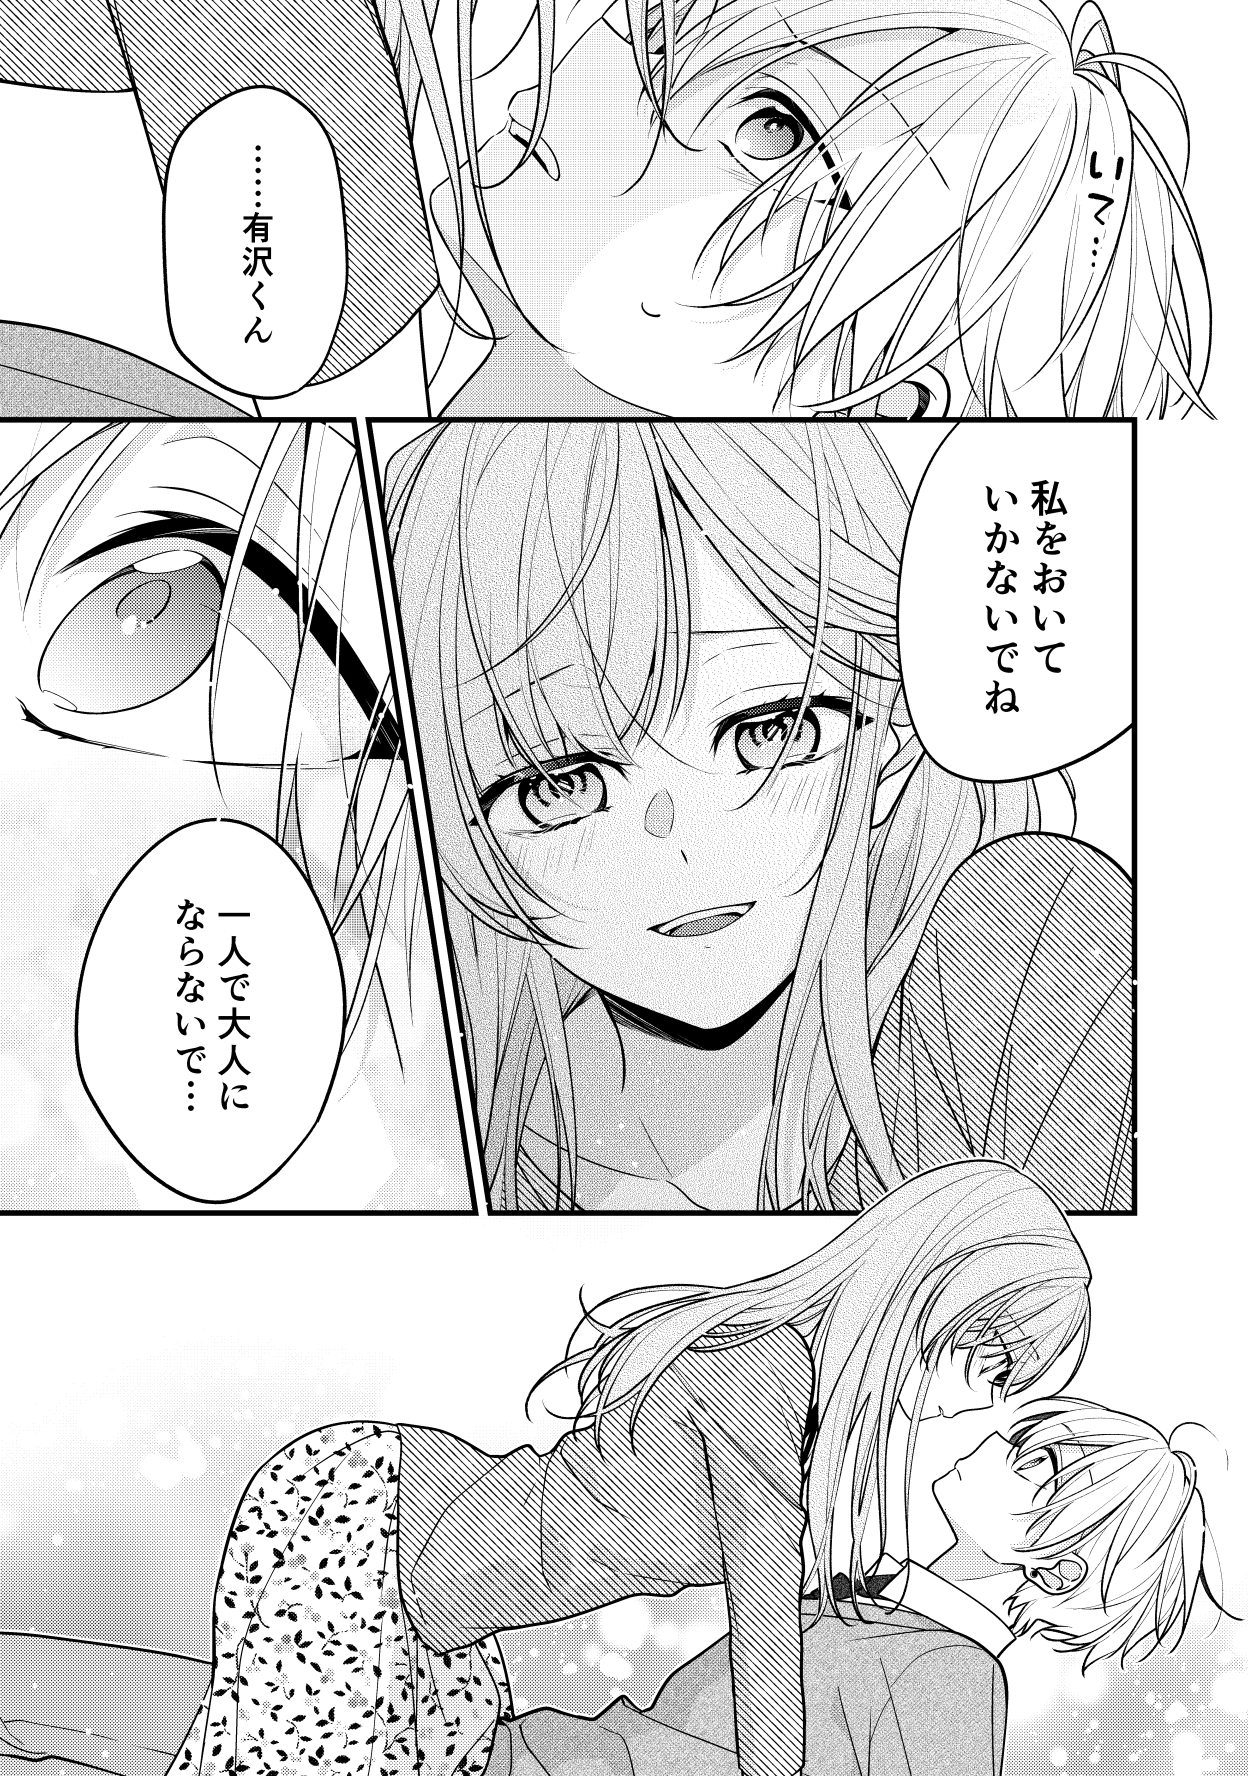 いて…
……有沢くん
私をおいて
いかないでね
一人で大人に
ならないで…